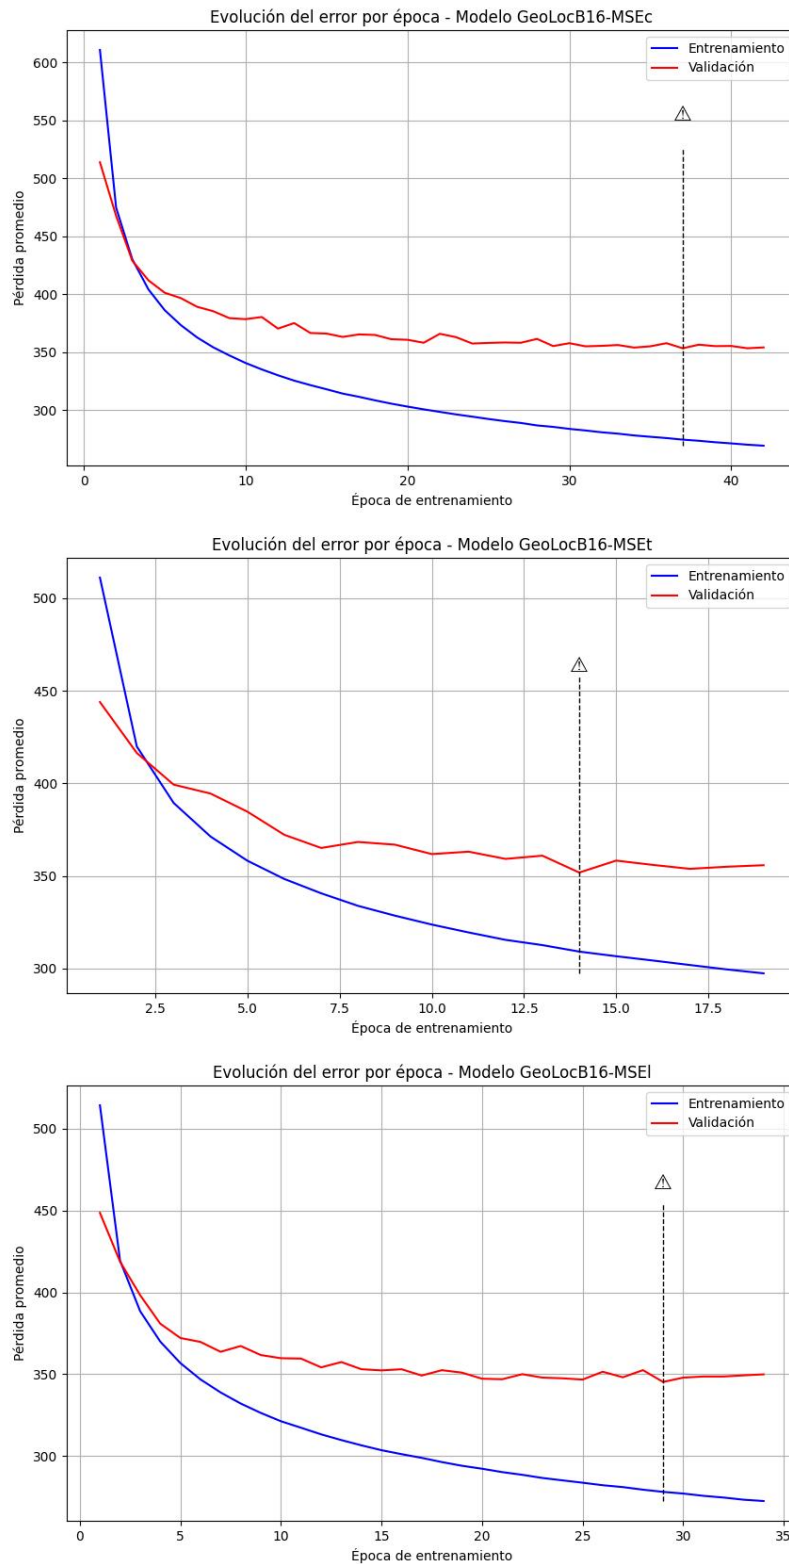 Evolución del error por época - Modelo GeoLocB16-MSEc
Entrenamiento
Validación
600
550
500
450
400
350
300
Pérdida promedio
⚠
0 10 20 30 40
Época de entrenamiento
Evolución del error por época - Modelo GeoLocB16-MSEt
Entrenamiento
Validación
500
450
400
350
300
Pérdida promedio
⚠
2.5 5.0 7.5 10.0 12.5 15.0 17.5
Época de entrenamiento
Evolución del error por época - Modelo GeoLocB16-MSEl
Entrenamiento
Validación
500
450
400
350
300
Pérdida promedio
⚠
0 5 10 15 20 25 30 35
Época de entrenamiento